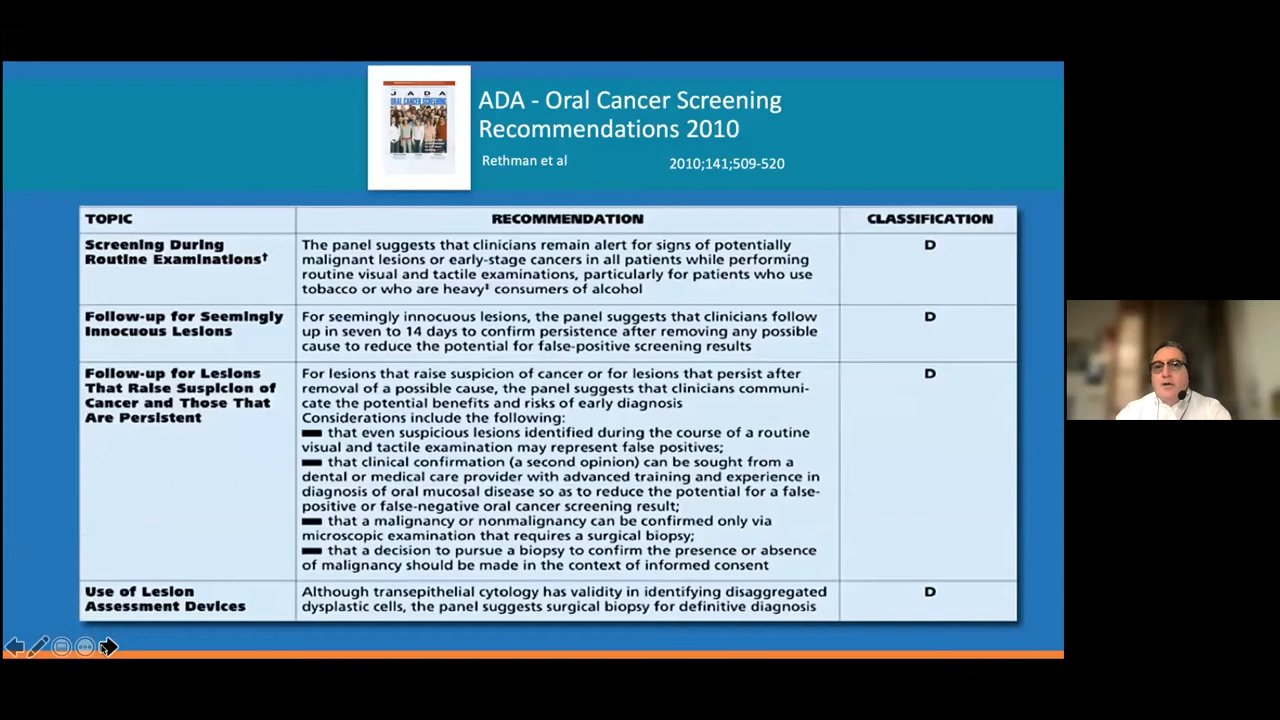 JADA
ORAL CANCER SCREENING
ADA - Oral Cancer Screening
Recommendations 2010
Rethman et al
2010;141;509-520
TOPIC
RECOMMENDATION
CLASSIFICATION
Screening During
Routine Examinations†
The panel suggests that clinicians remain alert for signs of potentially
malignant lesions or early-stage cancers in all patients while performing
routine visual and tactile examinations, particularly for patients who use
tobacco or who are heavy‡ consumers of alcohol
D
Follow-up for Seemingly
Innocuous Lesions
For seemingly innocuous lesions, the panel suggests that clinicians follow
up in seven to 14 days to confirm persistence after removing any possible
cause to reduce the potential for false-positive screening results
D
Follow-up for Lesions
That Raise Suspicion of
Cancer and Those That
Are Persistent
For lesions that raise suspicion of cancer or for lesions that persist after
removal of a possible cause, the panel suggests that clinicians communi-
cate the potential benefits and risks of early diagnosis
Considerations include the following:
that even suspicious lesions identified during the course of a routine
visual and tactile examination may represent false positives;
that clinical confirmation (a second opinion) can be sought from a
dental or medical care provider with advanced training and experience in
diagnosis of oral mucosal disease so as to reduce the potential for a false-
positive or false-negative oral cancer screening result;
that a malignancy or nonmalignancy can be confirmed only via
microscopic examination that requires a surgical biopsy;
that a decision to pursue a biopsy to confirm the presence or absence
of malignancy should be made in the context of informed consent
D
Use of Lesion
Assessment Devices
Although transepithelial cytology has validity in identifying disaggregated
dysplastic cells, the panel suggests surgical biopsy for definitive diagnosis
D